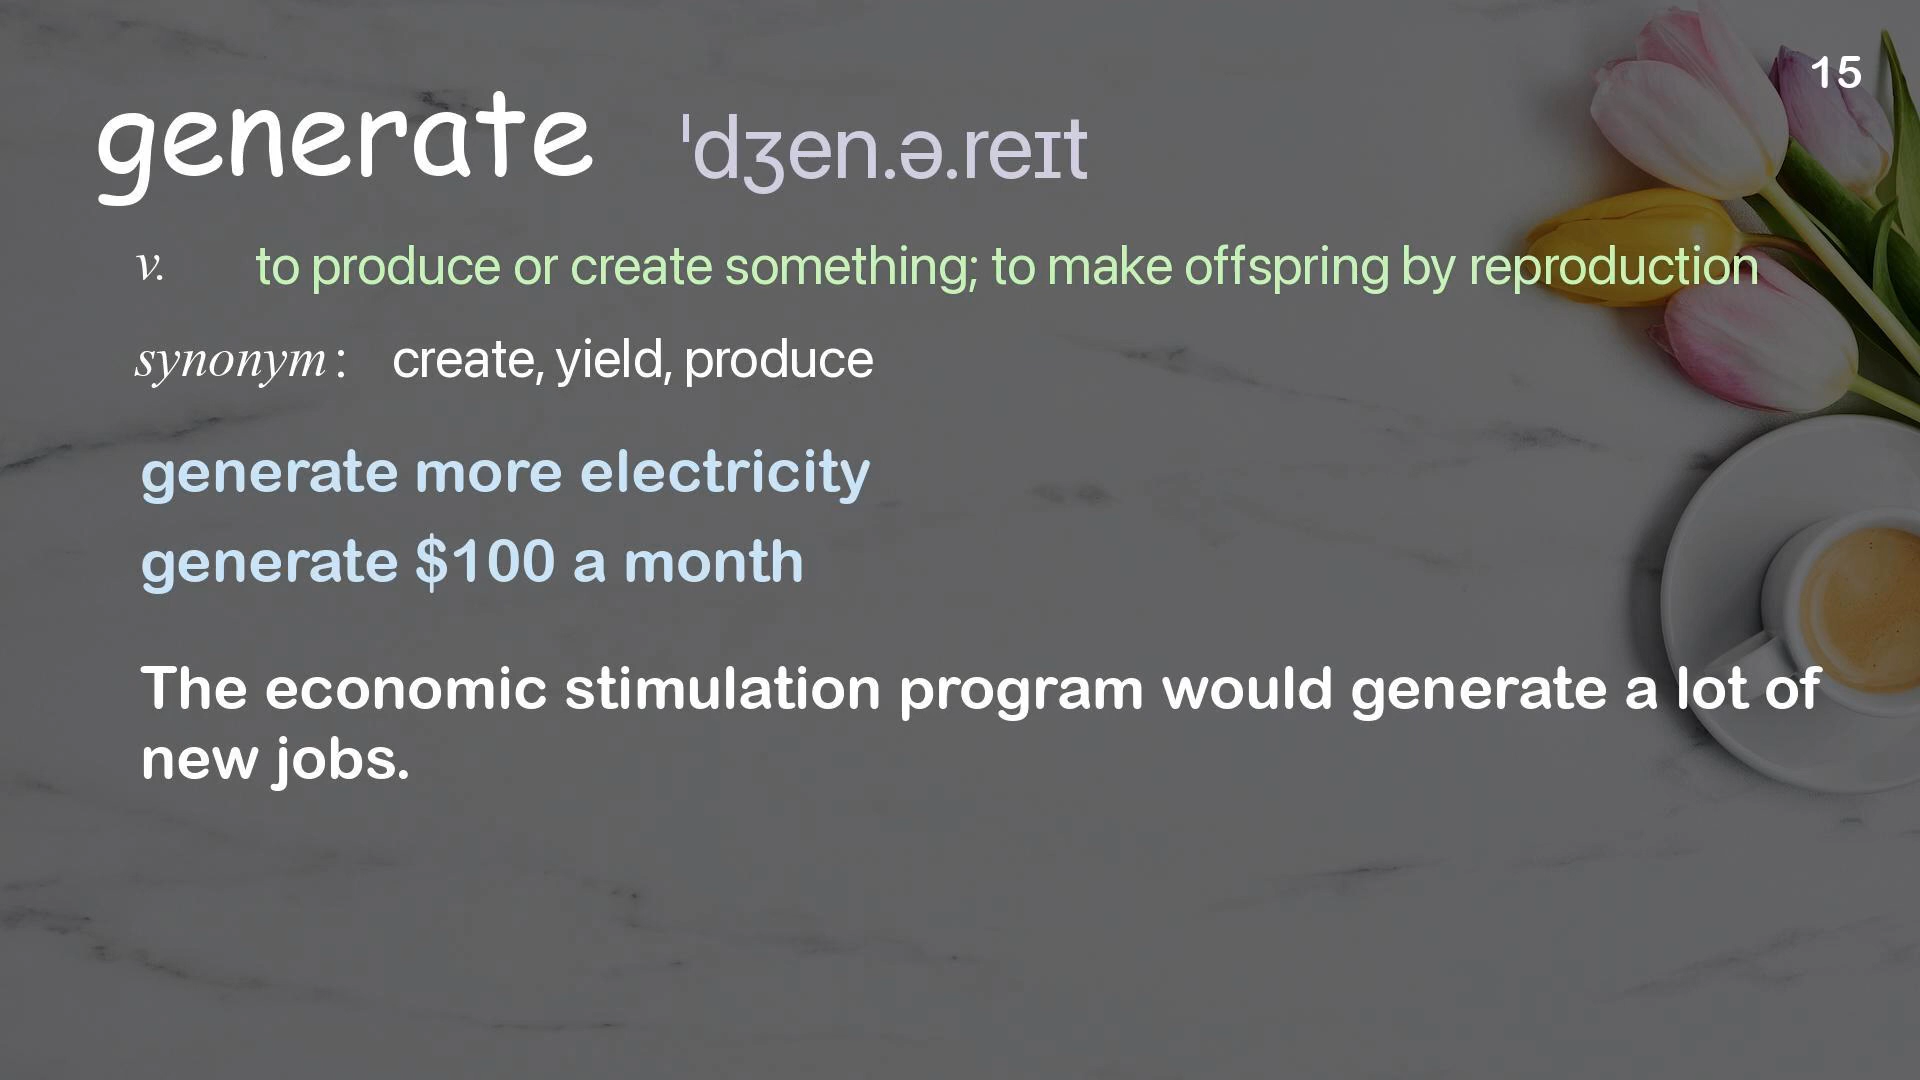 15
generate ˈdʒen.ə.reɪt
v. to produce or create something; to make offspring by reproduction
synonym: create, yield, produce
generate more electricity
generate $100 a month
The economic stimulation program would generate a lot of
new jobs.